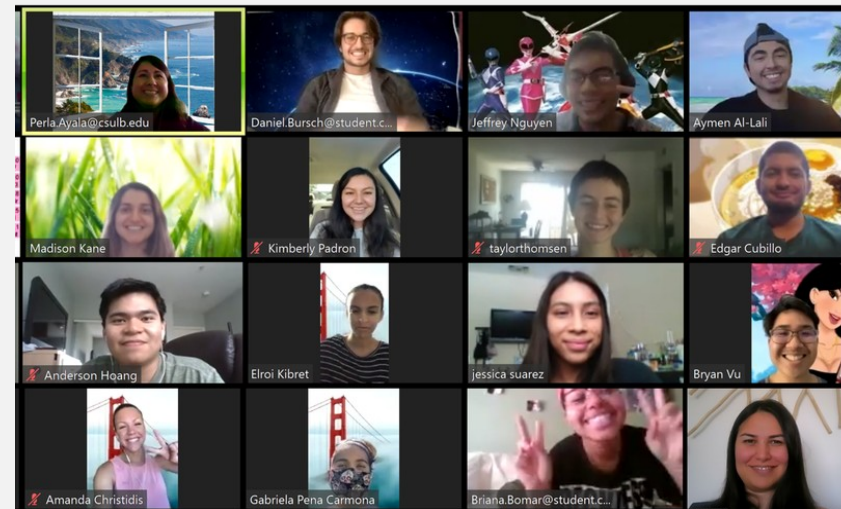 Perla.Ayala@csulb.edu
Daniel.Bursch@student.c...
Jeffrey Nguyen
Aymen Al-Lali
Madison Kane
Kimberly Padron
taylorthomsen
Edgar Cubillo
Anderson Hoang
Elroi Kibret
jessica suarez
Bryan Vu
Amanda Christidis
Gabriela Pena Carmona
Briana.Bomar@student.c...